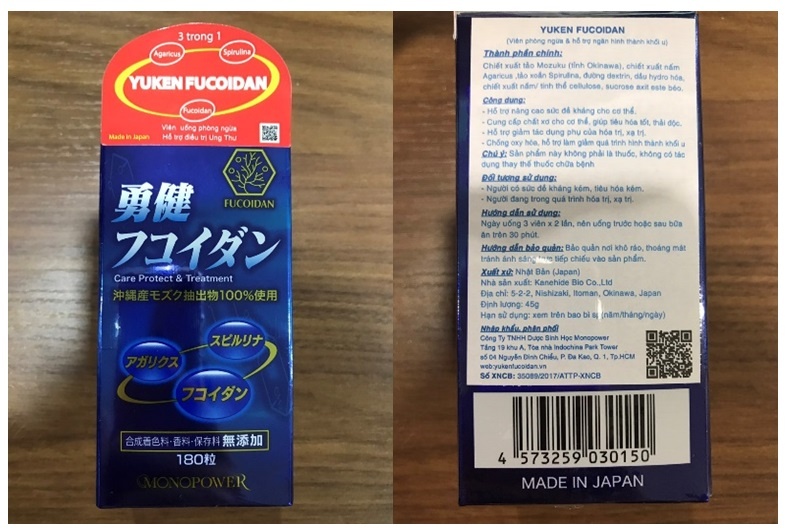 3 trong 1
Agaricus
Spirulina
YUKEN FUCOIDAN
Fucoidan
Viên uống phòng ngừa
Made in Japan
Hỗ trợ điều trị Ung Thư
FUCOIDAN
勇健
フコイダン
Care Protect & Treatment
沖縄産モズク抽出物100%使用
スピルリナ
アガリクス
フコイダン
合成着色料・香料・保存料 無添加
180粒
MONOPOWER
YUKEN FUCOIDAN
(Viên phòng ngừa & hỗ trợ ngăn hình thành khối u)
Thành phần chính:
Chiết xuất tảo Mozuku (tỉnh Okinawa), chiết xuất nấm
Agaricus ,tảo xoắn Spirulina, đường dextrin, dầu hydro hóa,
chiết xuất nấm/ tinh thể cellulose, sucrose axit este béo.
Công dụng:
- Hỗ trợ nâng cao sức đề kháng cho cơ thể.
- Cung cấp chất xơ cho cơ thể, giúp tiêu hóa tốt, thải độc.
- Hỗ trợ giảm tác dụng phụ của hóa trị, xạ trị.
- Chống oxy hóa, hỗ trợ làm giảm quá trình hình thành khối u
Chú ý: Sản phẩm này không phải là thuốc, không có tác
dụng thay thế thuốc chữa bệnh
Đối tượng sử dụng:
- Người có sức đề kháng kém, tiêu hóa kém.
- Người đang trong quá trình hóa trị, xạ trị.
Hướng dẫn sử dụng:
Ngày uống 3 viên x 2 lần, nên uống trước hoặc sau bữa
ăn trên 30 phút.
Hướng dẫn bảo quản: Bảo quản nơi khô ráo, thoáng mát
tránh ánh sáng trực tiếp chiếu vào sản phẩm.
Xuất xứ: Nhật Bản (Japan)
Nhà sản xuất: Kanehide Bio Co.,Ltd
Địa chỉ: 5-2-2, Nishizaki, Itoman, Okinawa, Japan
Định lượng: 45g
Hạn sử dụng: xem trên bao bì sp(năm/tháng/ngày)
Nhập khẩu, phân phối
Công Ty TNHH Dược Sinh Học Monopower
Tầng 19 khu A, Tòa nhà Indochina Park Tower
số 04 Nguyễn Đình Chiểu, P. Đa Kao, Q. 1, Tp.HCM
web:yukenfucoidan.vn
Số XNCB: 35089/2017/ATTP-XNCB
4 573259 030150
MADE IN JAPAN